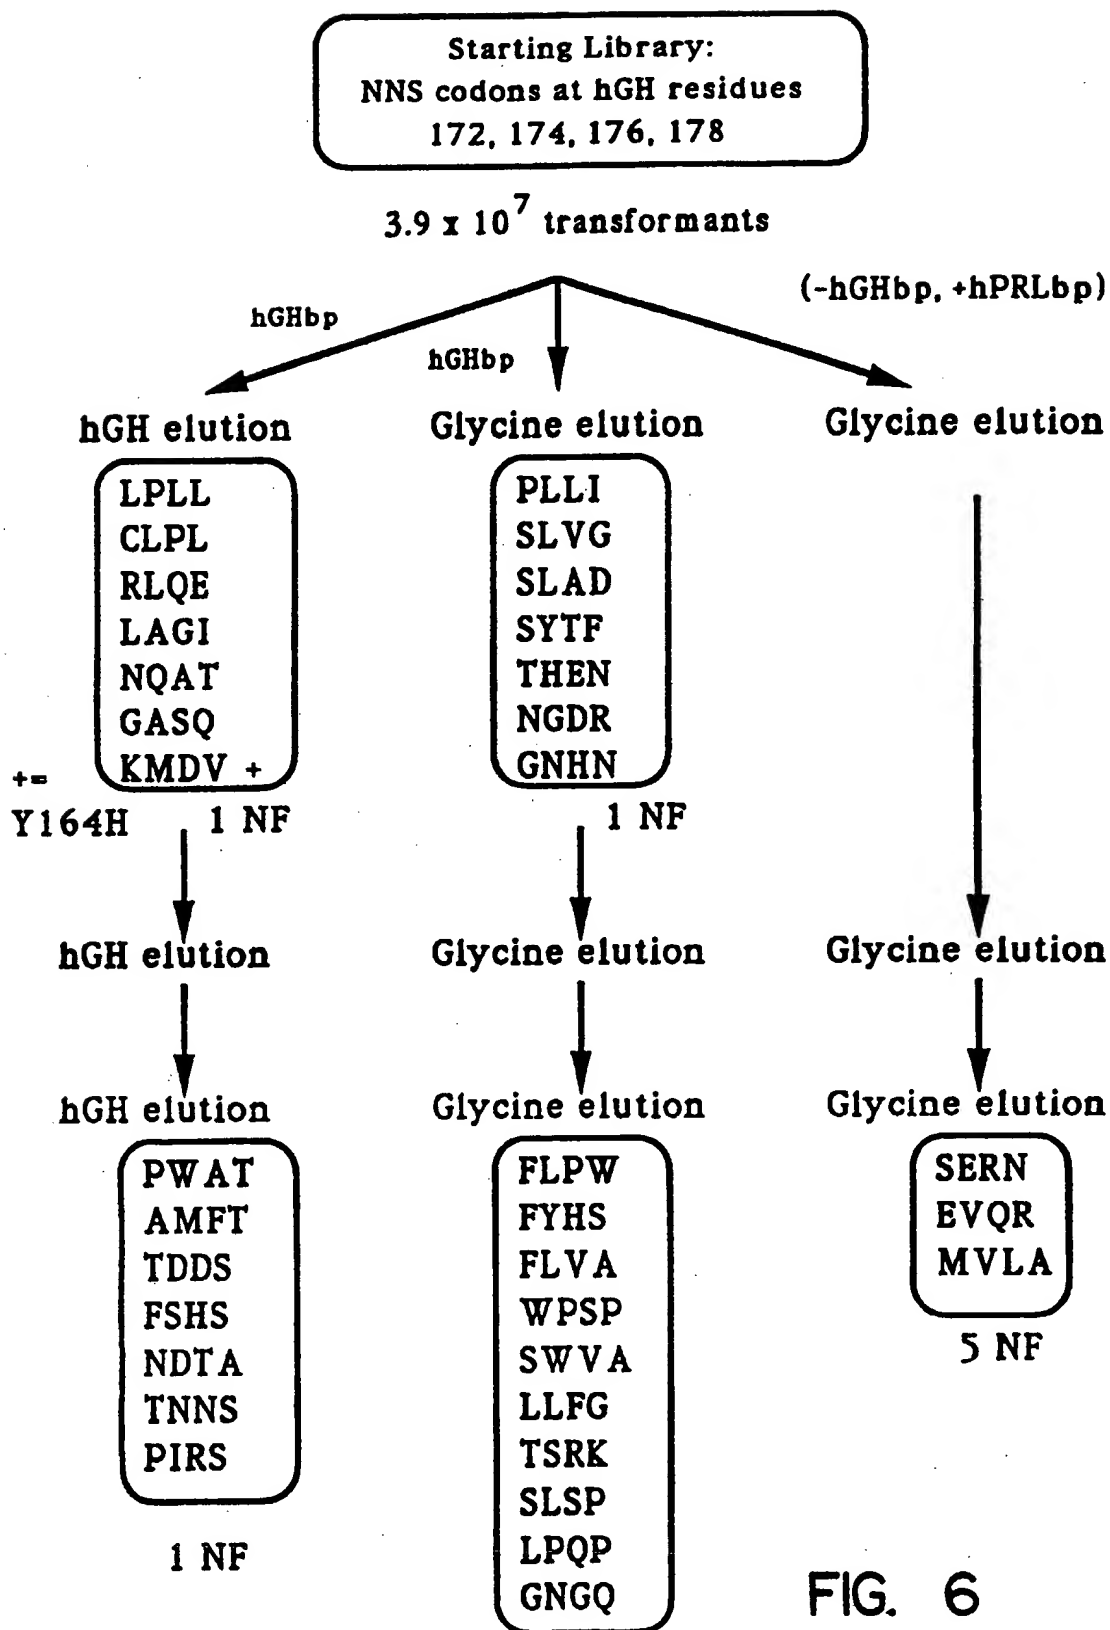 Starting Library:
NNS codons at hGH residues
172, 174, 176, 178
3.9 x 10^7 transformants
(-hGHbp, +hPRLbp)
hGHbp
hGHbp
hGH elution
LPLL
CLPL
RLQE
LAGI
NQAT
GASQ
KMDV +
+=
Y164H
1 NF
Glycine elution
PLLI
SLVG
SLAD
SYTF
THEN
NGDR
GNHN
1 NF
Glycine elution
hGH elution
Glycine elution
Glycine elution
hGH elution
PWAT
AMFT
TDDS
FSHS
NDTA
TNNS
PIRS
1 NF
Glycine elution
FLPW
FYHS
FLVA
WPSP
SWVA
LLFG
TSRK
SLSP
LPQP
GNGQ
Glycine elution
SERN
EVQR
MVLA
5 NF
FIG. 6